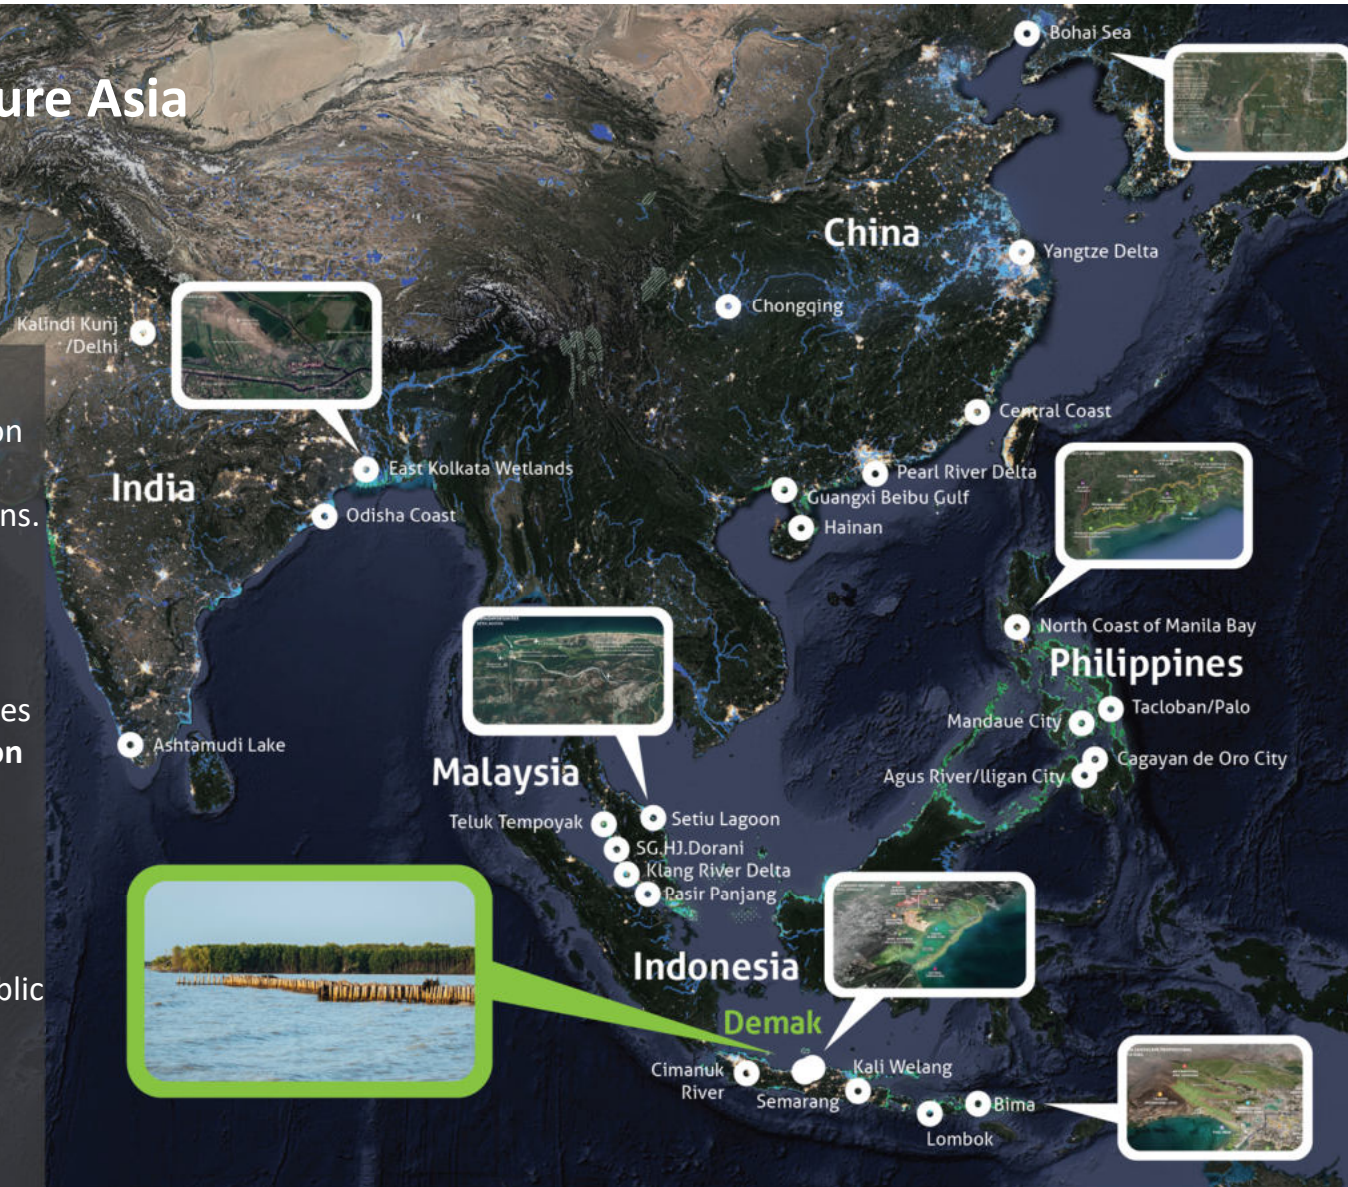 ure Asia
Bohai Sea
China
Yangtze Delta
Chongqing
Kalindi Kunj
/Delhi
Central Coast
on
East Kolkata Wetlands
Pearl River Delta
India
Guangxi Beibu Gulf
ns.
Odisha Coast
Hainan
North Coast of Manila Bay
Philippines
es
Tacloban/Palo
Mandaue City
on
Ashtamudi Lake
Cagayan de Oro City
Malaysia
Agus River/lligan City
Setiu Lagoon
Teluk Tempoyak
SG.HJ.Dorani
Klang River Delta
Pasir Panjang
Indonesia
blic
Demak
Cimanuk
River
Kali Welang
Semarang
Bima
Lombok